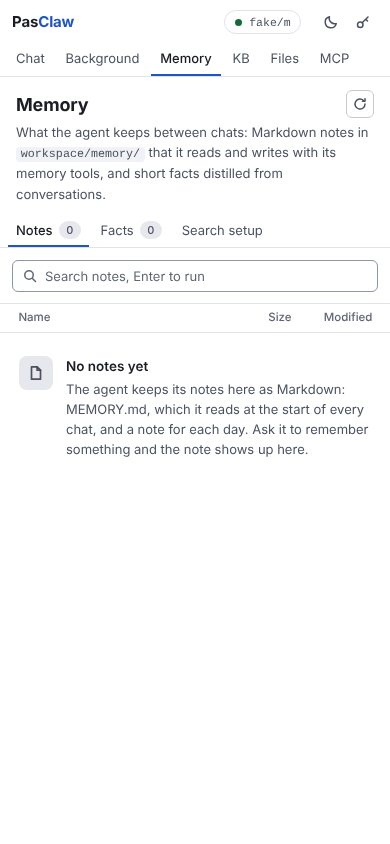 PasClaw
fake/m
Chat Background Memory KB Files MCP
Memory
What the agent keeps between chats: Markdown notes in
workspace/memory/ that it reads and writes with its
memory tools, and short facts distilled from
conversations.
Notes 0 Facts 0 Search setup
Search notes, Enter to run
Name Size Modified
No notes yet
The agent keeps its notes here as Markdown:
MEMORY.md, which it reads at the start of every
chat, and a note for each day. Ask it to remember
something and the note shows up here.